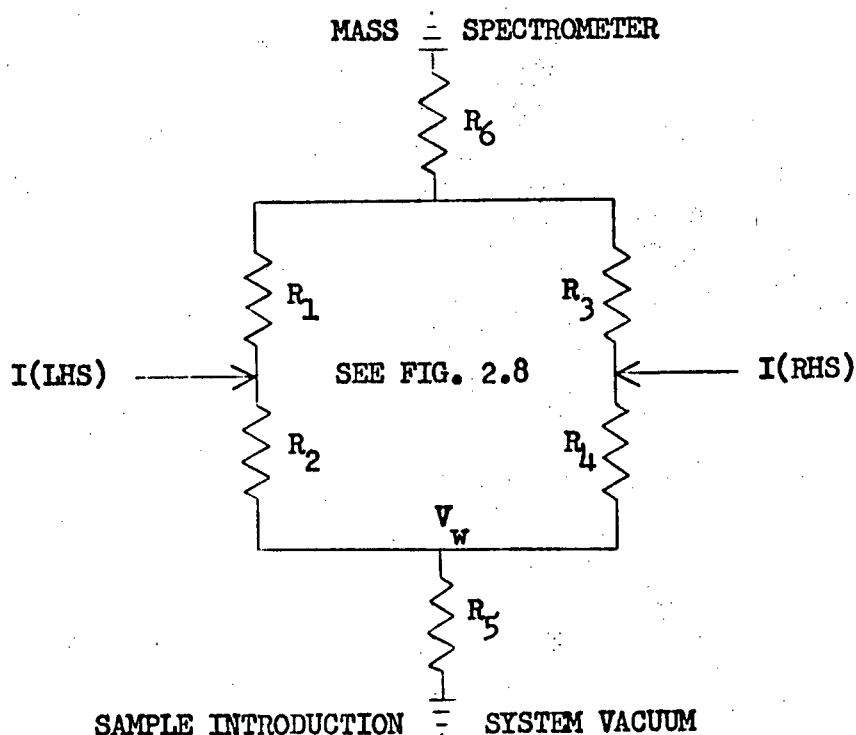 MASS SPECTROMETER
R6
R1
R3
I(LHS)
SEE FIG. 2.8
I(RHS)
R2
R4
Vw
R5
SAMPLE INTRODUCTION SYSTEM VACUUM